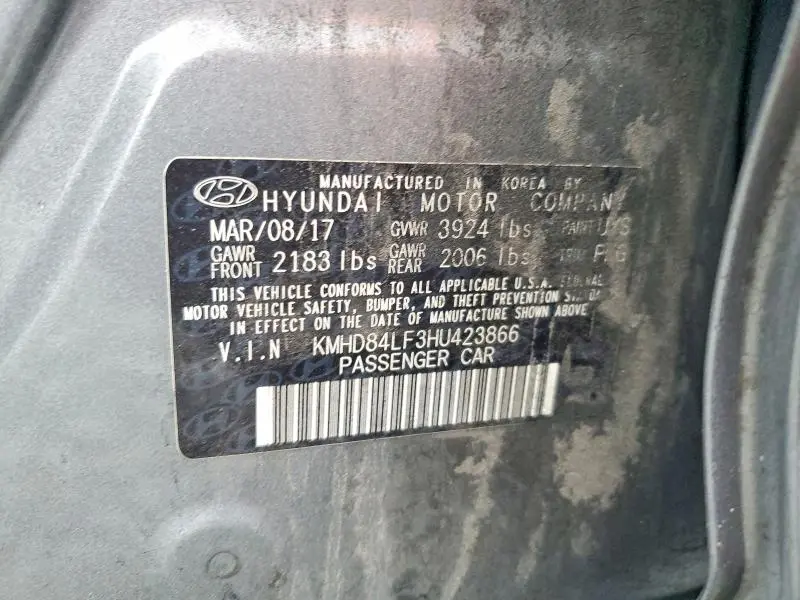 MANUFACTURED IN KOREA BY
HYUNDAI MOTOR COMPANY
MAR/08/17 GVWR 3924 lbs PAINT
GAWR FRONT 2183 lbs GAWR REAR 2006 lbs
THIS VEHICLE CONFORMS TO ALL APPLICABLE U.S.A. FEDERAL
MOTOR VEHICLE SAFETY, BUMPER, AND THEFT PREVENTION
IN EFFECT ON THE DATE OF MANUFACTURE SHOWN ABOVE
V.I.N KMHD84LF3HU423866
PASSENGER CAR